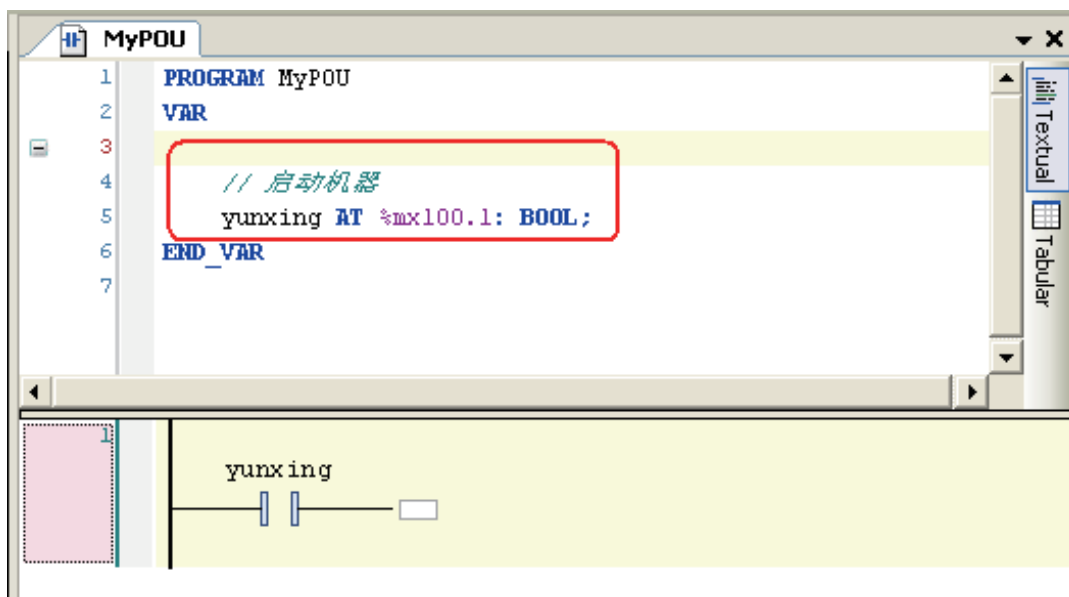 MyPOU
1 PROGRAM MyPOU
2 VAR
3
4 // 启动机器
5 yunxing AT %mx100.1: BOOL;
6 END_VAR
7
Textual
Tabular
1
yunxing